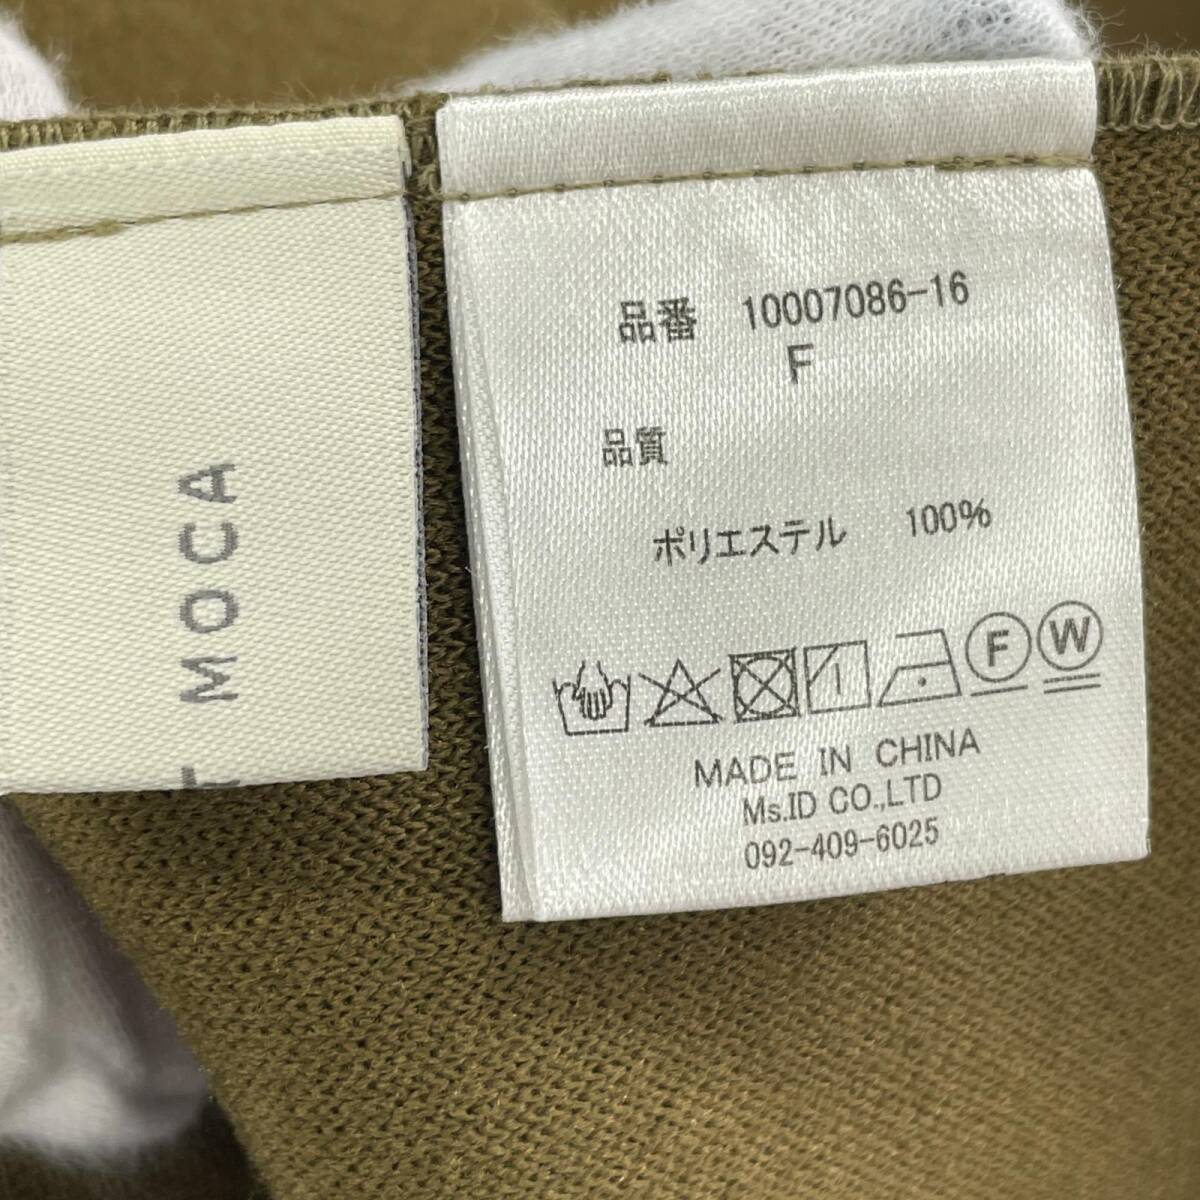 MOCA
品番 10007086-16
F
品質
ポリエステル 100%
F W
MADE IN CHINA
Ms.ID CO.,LTD
092-409-6025